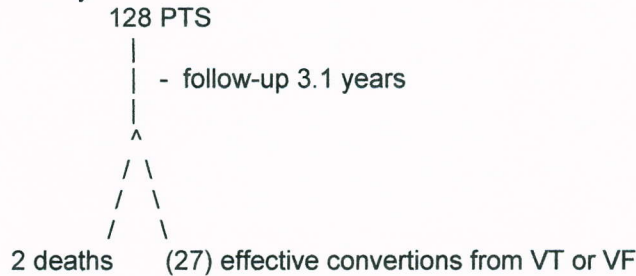 128 PTS
|
| - follow-up 3.1 years
|
^
/ \
/ \
/ \
2 deaths (27) effective convertions from VT or VF